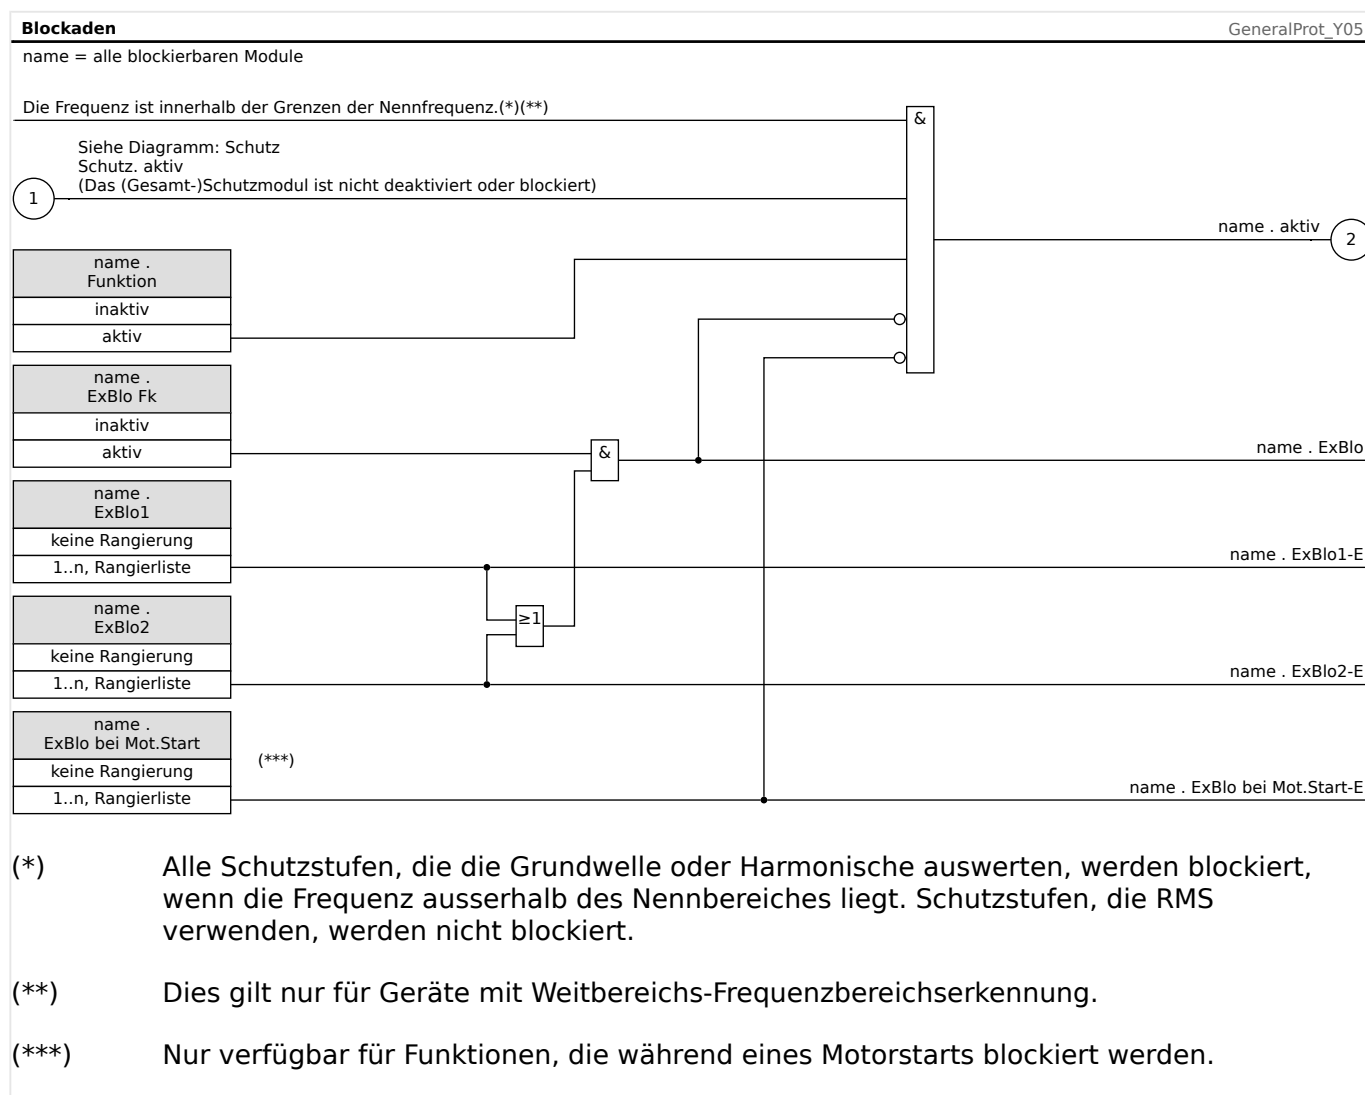 Blockaden
GeneralProt_Y05
name = alle blockierbaren Module
Die Frequenz ist innerhalb der Grenzen der Nennfrequenz.(*)(**)
&
Siehe Diagramm: Schutz
Schutz. aktiv
(Das (Gesamt-)Schutzmodul ist nicht deaktiviert oder blockiert)
1
name . aktiv
2
name .
Funktion
inaktiv
aktiv
name .
ExBlo Fk
inaktiv
aktiv
&
name . ExBlo
name .
ExBlo1
keine Rangierung
1..n, Rangierliste
name . ExBlo1-E
≥1
name .
ExBlo2
keine Rangierung
1..n, Rangierliste
name . ExBlo2-E
name .
ExBlo bei Mot.Start
(***)
keine Rangierung
1..n, Rangierliste
name . ExBlo bei Mot.Start-E
(*) Alle Schutzstufen, die die Grundwelle oder Harmonische auswerten, werden blockiert,
wenn die Frequenz ausserhalb des Nennbereiches liegt. Schutzstufen, die RMS
verwenden, werden nicht blockiert.
(**) Dies gilt nur für Geräte mit Weitbereichs-Frequenzbereichserkennung.
(***) Nur verfügbar für Funktionen, die während eines Motorstarts blockiert werden.